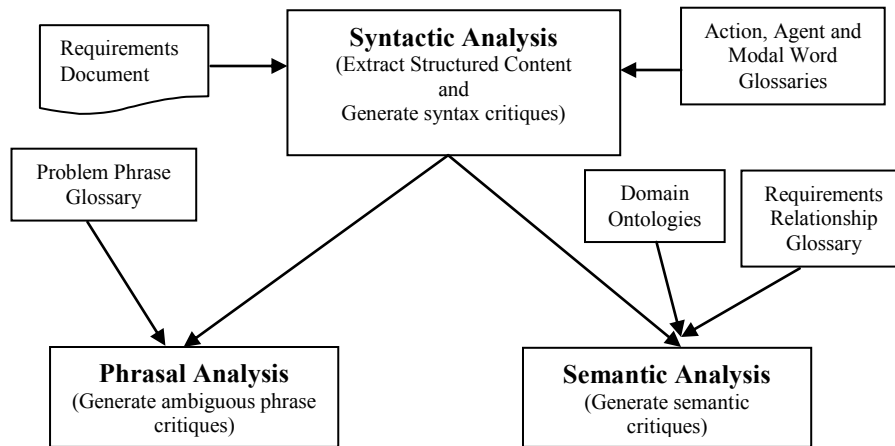 Requirements
Document
Syntactic Analysis
(Extract Structured Content
and
Generate syntax critiques)
Action, Agent and
Modal Word
Glossaries
Problem Phrase
Glossary
Domain
Ontologies
Requirements
Relationship
Glossary
Phrasal Analysis
(Generate ambiguous phrase
critiques)
Semantic Analysis
(Generate semantic
critiques)